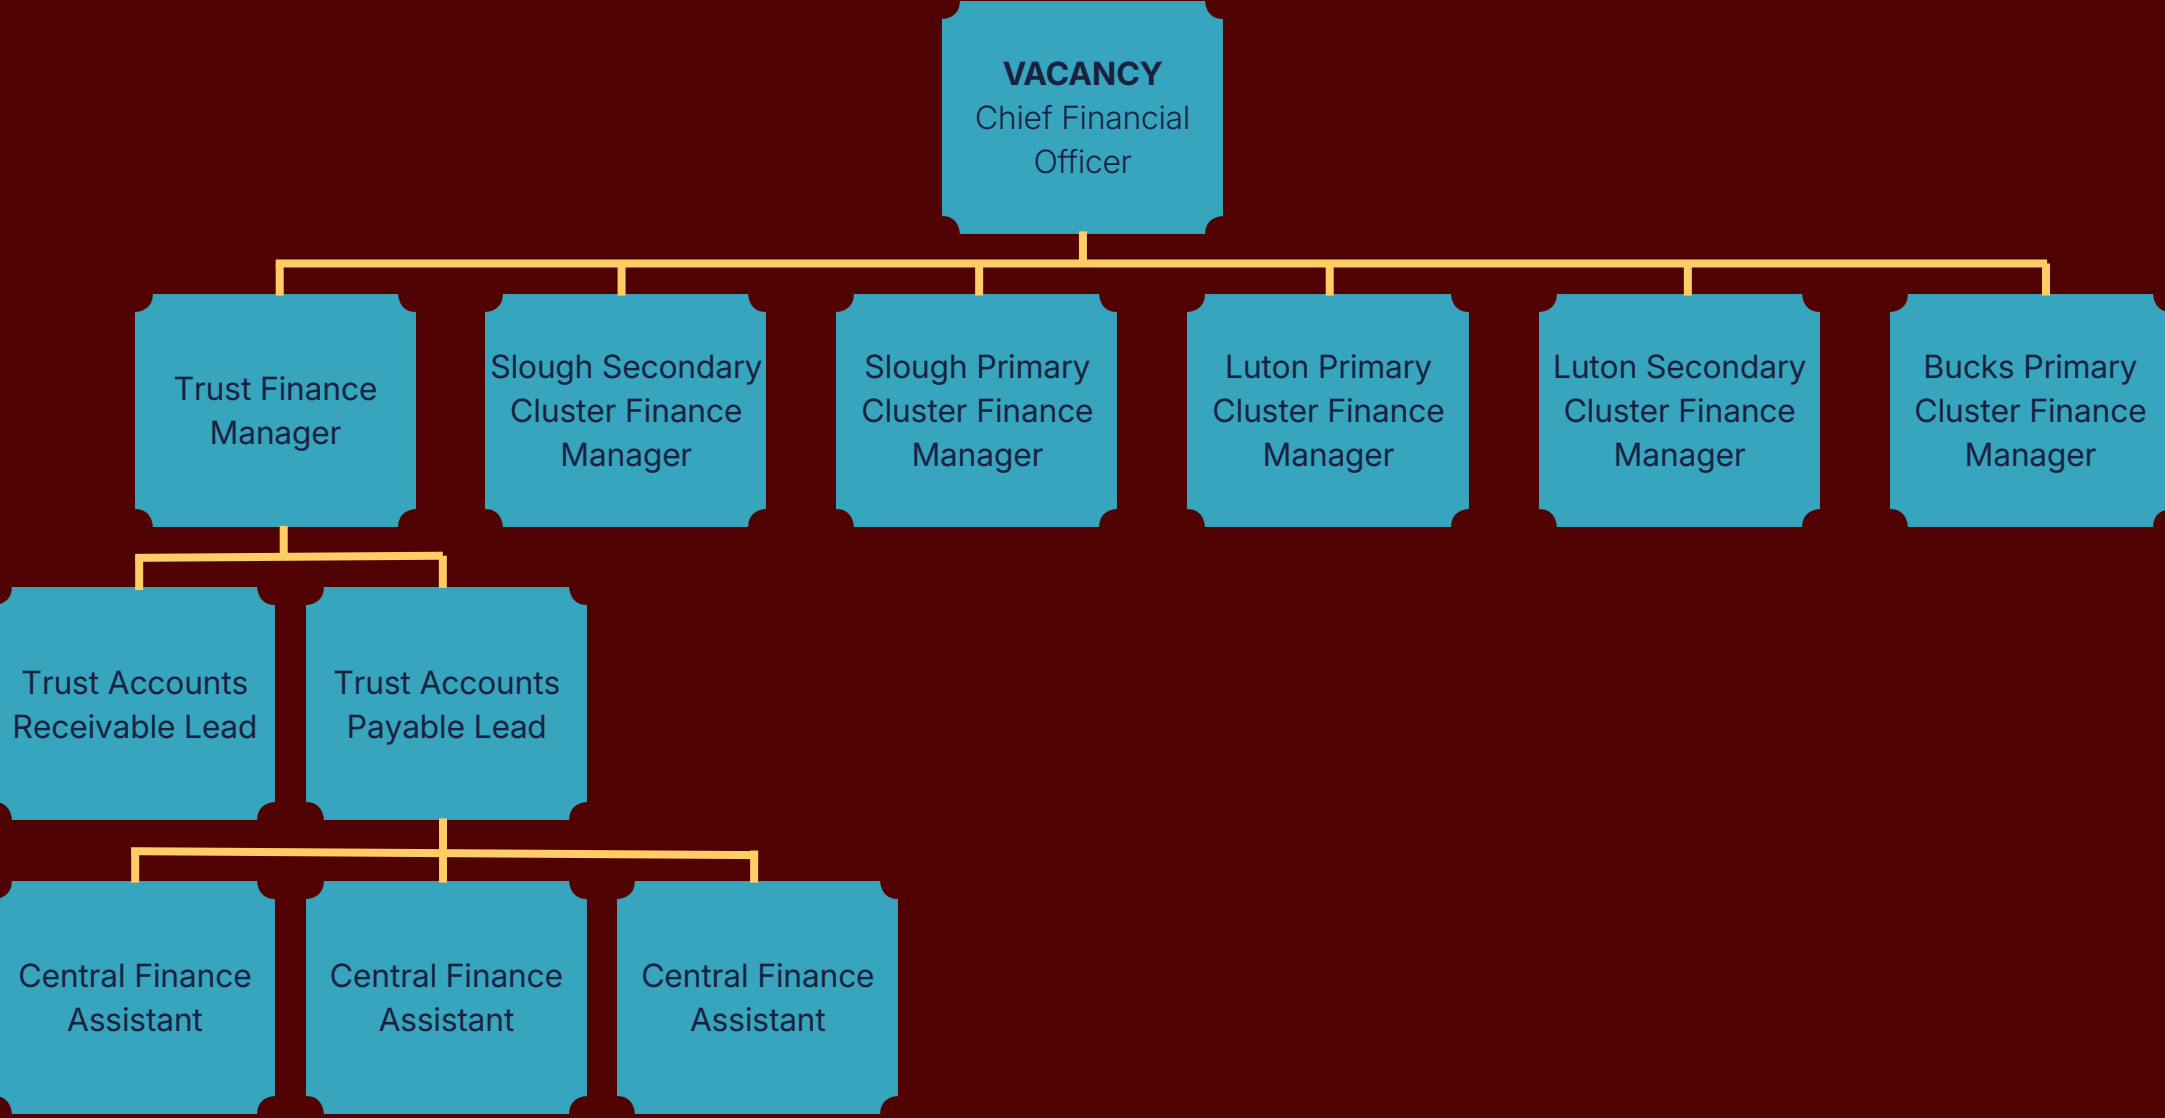 VACANCY
Chief Financial
Officer
Trust Finance
Manager
Slough Secondary
Cluster Finance
Manager
Slough Primary
Cluster Finance
Manager
Luton Primary
Cluster Finance
Manager
Luton Secondary
Cluster Finance
Manager
Bucks Primary
Cluster Finance
Manager
Trust Accounts
Receivable Lead
Trust Accounts
Payable Lead
Central Finance
Assistant
Central Finance
Assistant
Central Finance
Assistant